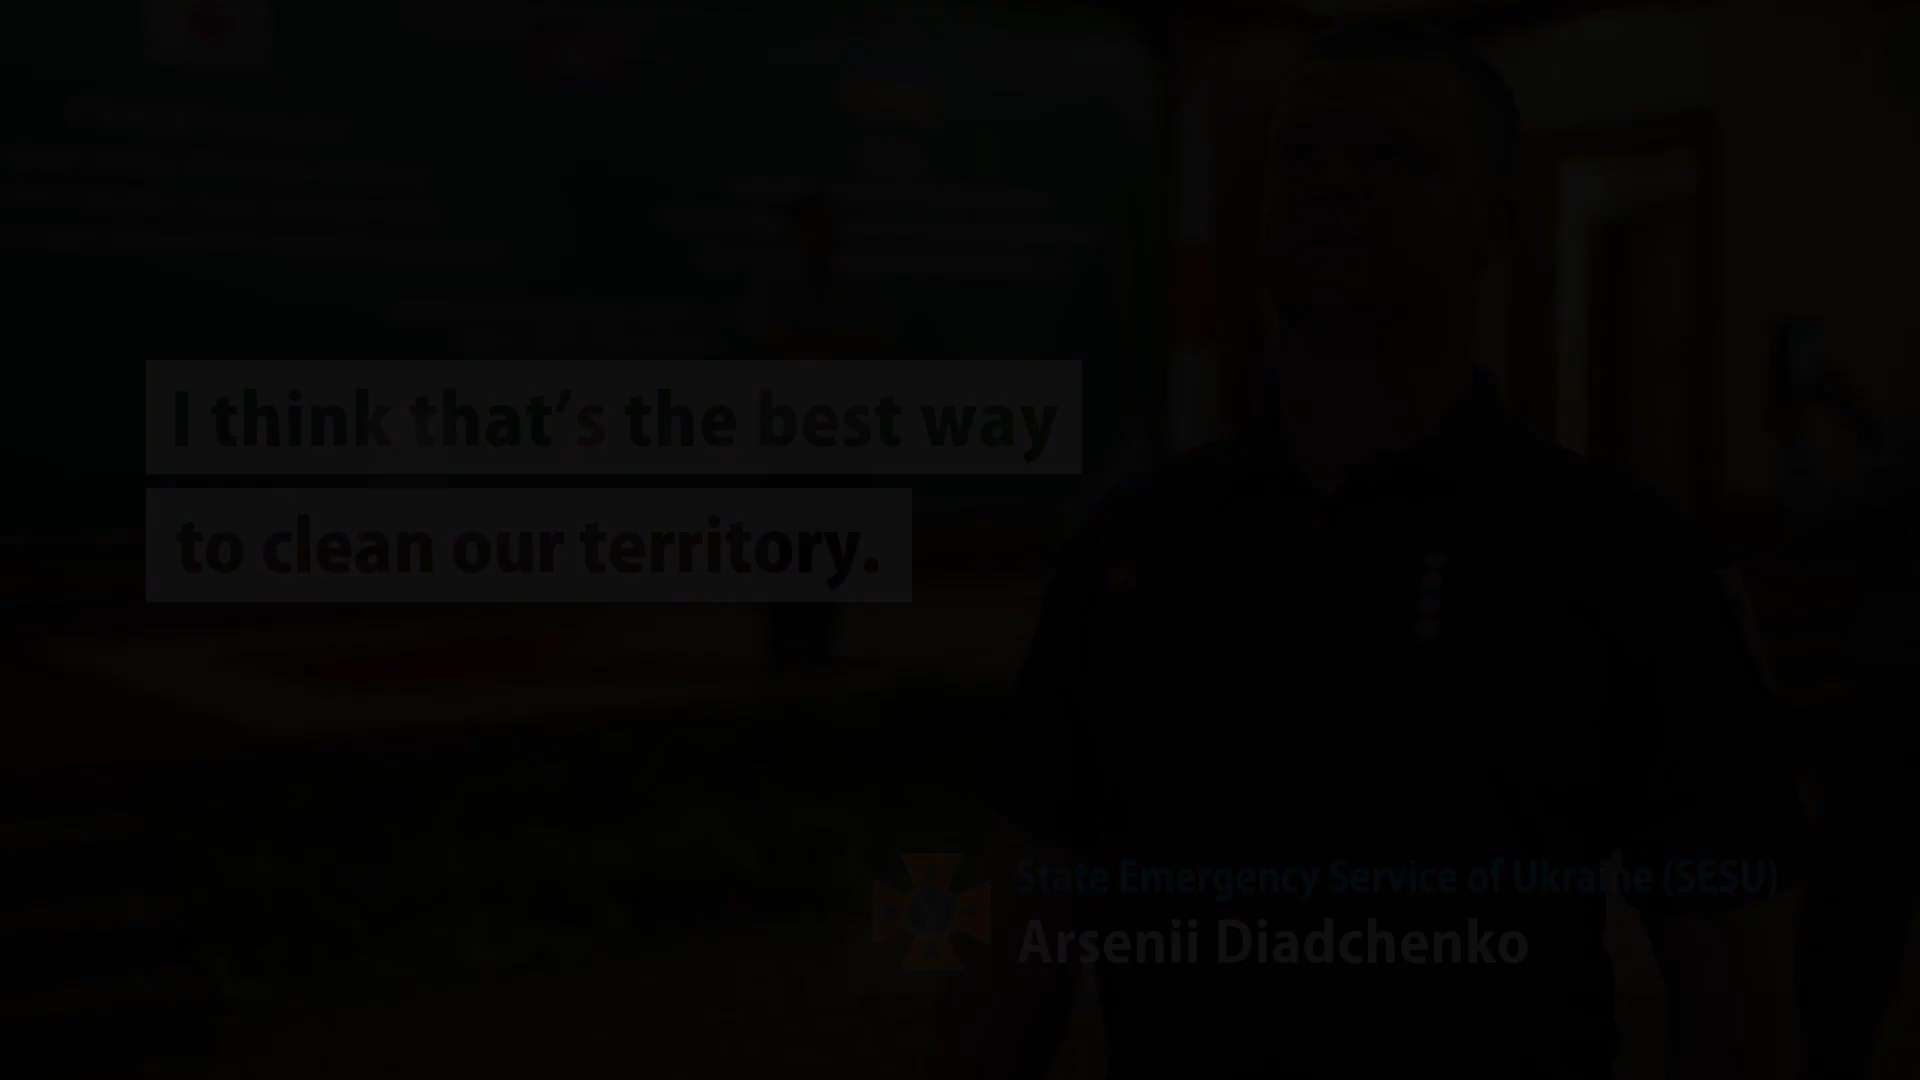 I think that's the best way
to clean our territory.
State Emergency Service of Ukraine (SESU)
Arsenii Diadchenko